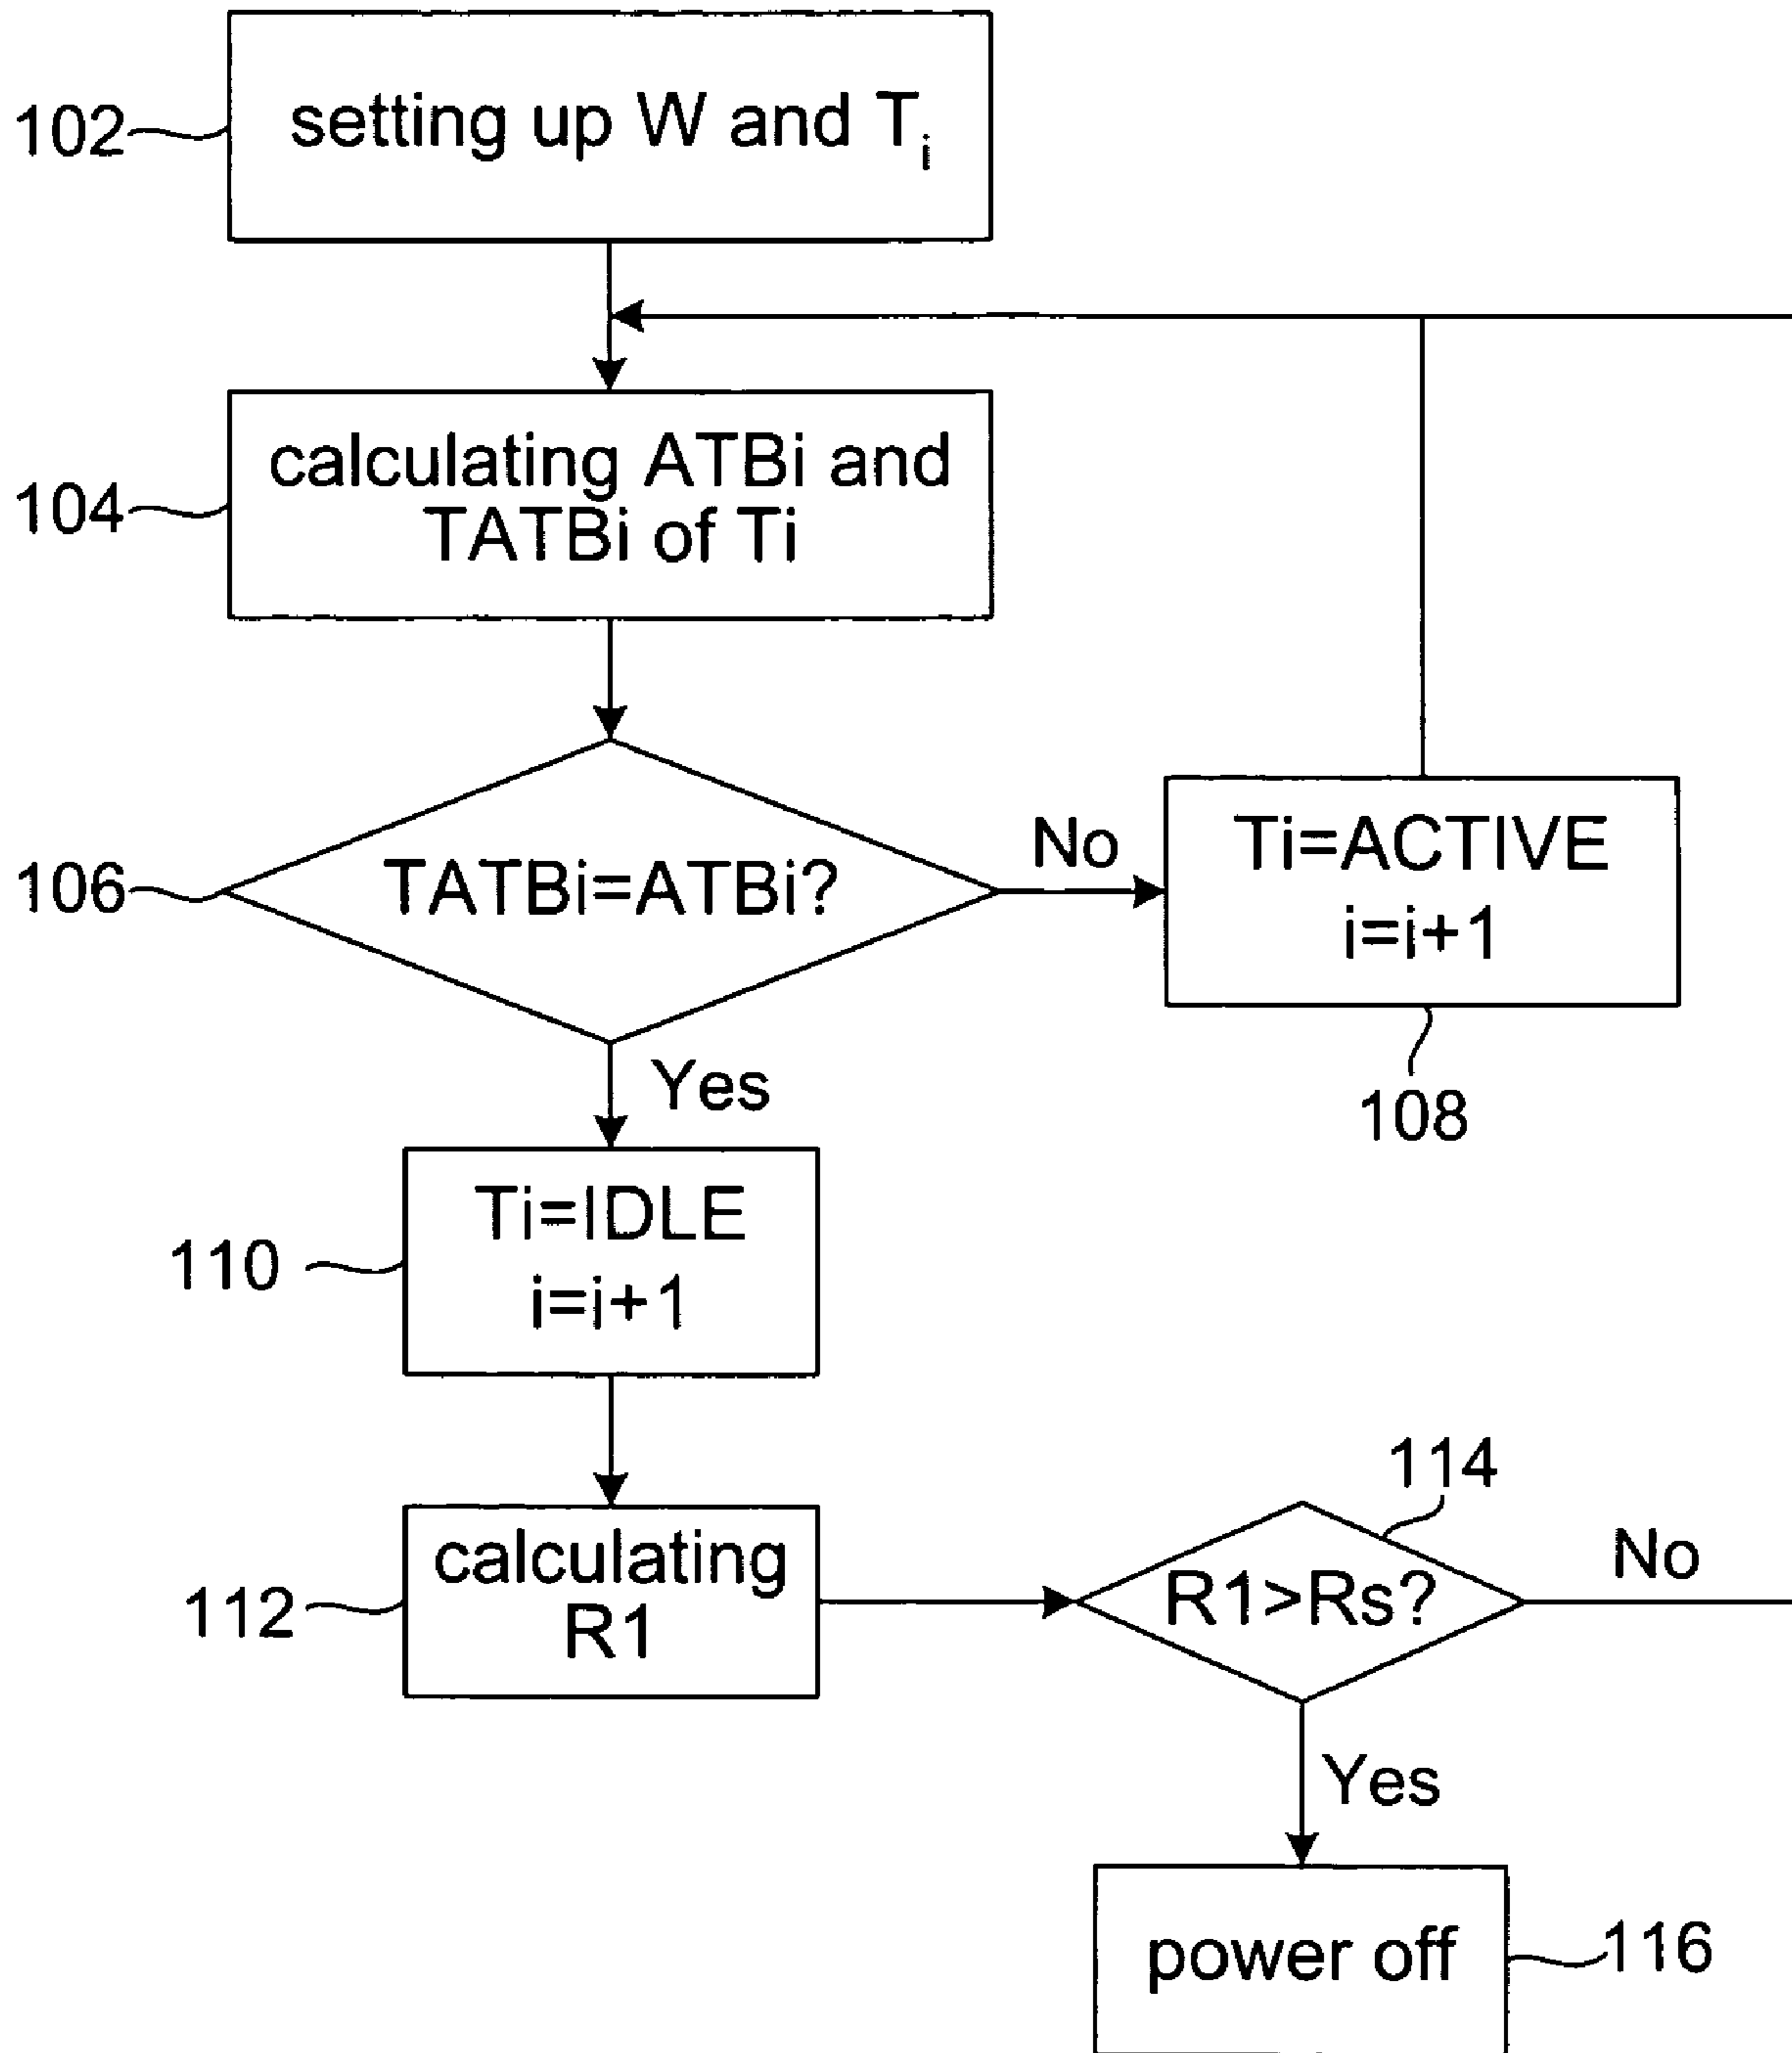 102
setting up W and Ti
104
calculating ATBi and
TATBi of Ti
106
TATBi=ATBi?
No
Ti=ACTIVE
i=i+1
108
Yes
110
Ti=IDLE
i=i+1
112
calculating
R1
114
R1>Rs?
No
Yes
power off
116